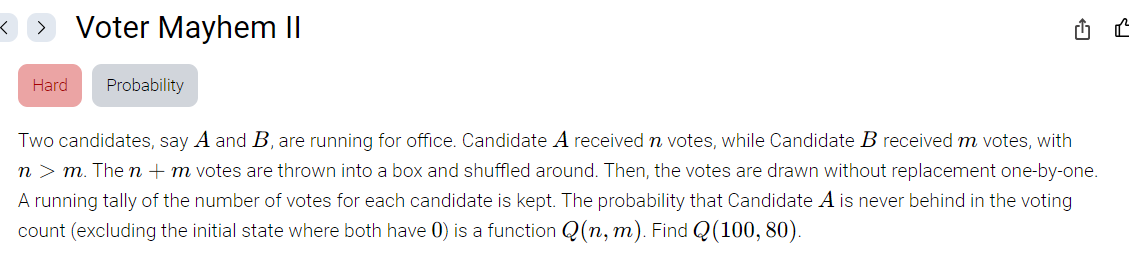 Voter Mayhem II
Hard Probability
Two candidates, say A and B, are running for office. Candidate A received n votes, while Candidate B received m votes, with
n > m. The n + m votes are thrown into a box and shuffled around. Then, the votes are drawn without replacement one-by-one.
A running tally of the number of votes for each candidate is kept. The probability that Candidate A is never behind in the voting
count (excluding the initial state where both have 0) is a function Q(n, m). Find Q(100, 80).